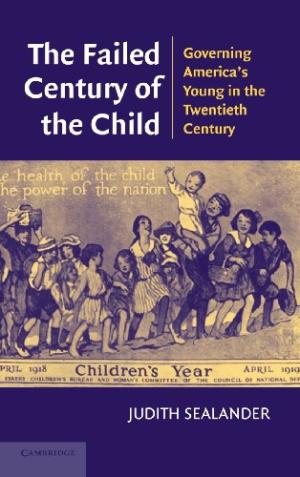 The Failed
Century of
the Child
Governing
America's
Young in the
Twentieth
Century
e health of the child
the power of the nation
PRIL 1918
Children's Year
APRIL 1919
CHILDREN'S BUREAU AND WOMAN'S COMMITTEE OF THE COUNCIL OF NATIONAL DEF
JUDITH SEALANDER
CAMBRIDGE